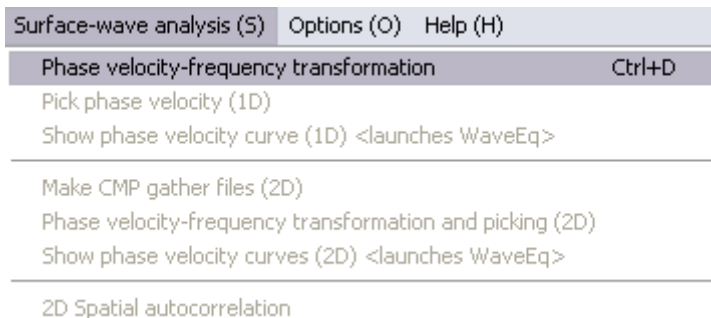 Surface-wave analysis (S) Options (O) Help (H)
Phase velocity-frequency transformation Ctrl+D
Pick phase velocity (1D)
Show phase velocity curve (1D) <launches WaveEq>
Make CMP gather files (2D)
Phase velocity-frequency transformation and picking (2D)
Show phase velocity curves (2D) <launches WaveEq>
2D Spatial autocorrelation